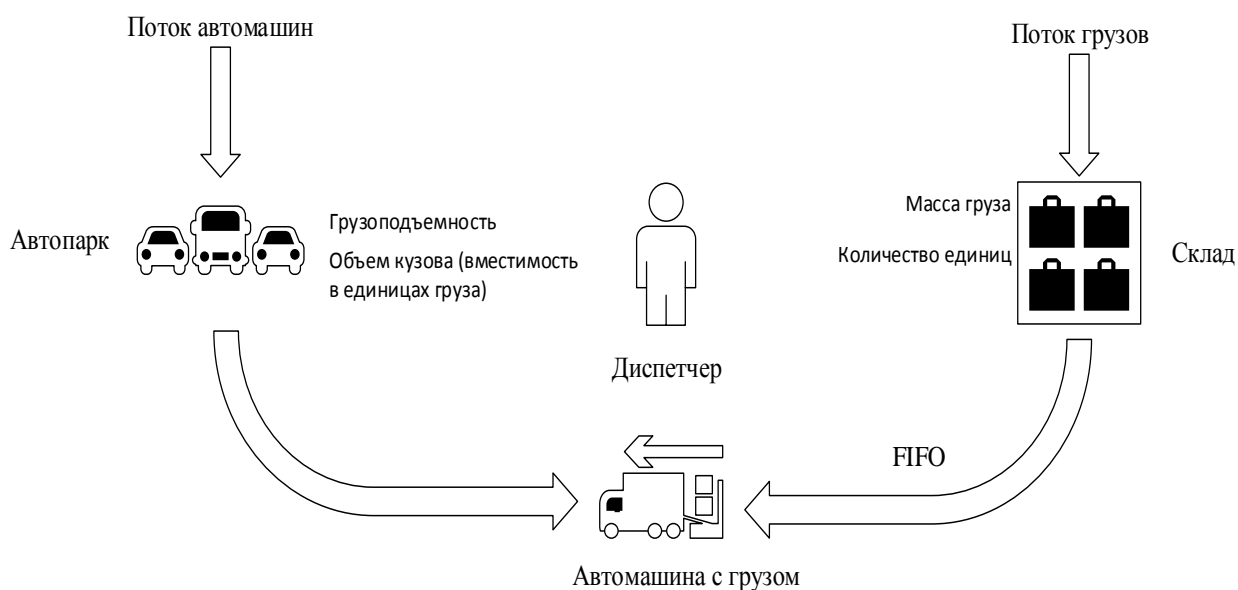 Поток автомашин
Поток грузов
Автопарк
Грузоподъемность
Объем кузова (вместимость
в единицах груза)
Масса груза
Количество единиц
Склад
Диспетчер
FIFO
Автомашина с грузом